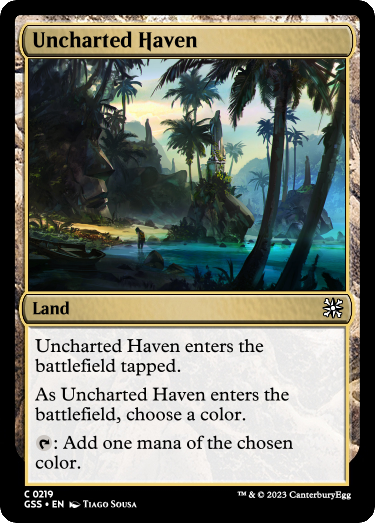 Uncharted Haven
Land
Uncharted Haven enters the
battlefield tapped.
As Uncharted Haven enters the
battlefield, choose a color.
: Add one mana of the chosen
color.
C 0219
GSS • EN Tiago Sousa
™ & © 2023 CanterburyEgg